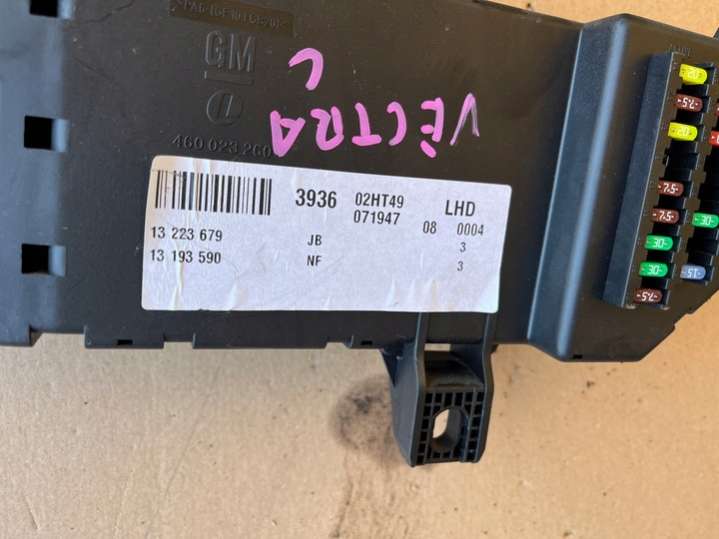 GM
VECTRA
C
460 023 260
3936 02HT49 LHD
071947 08 0004
13 223 679 JB 3
13 193 590 NF 3
20
-7.5-
-7.5-
-7.5-
-30-
-30-
-30-
15
-7.5-